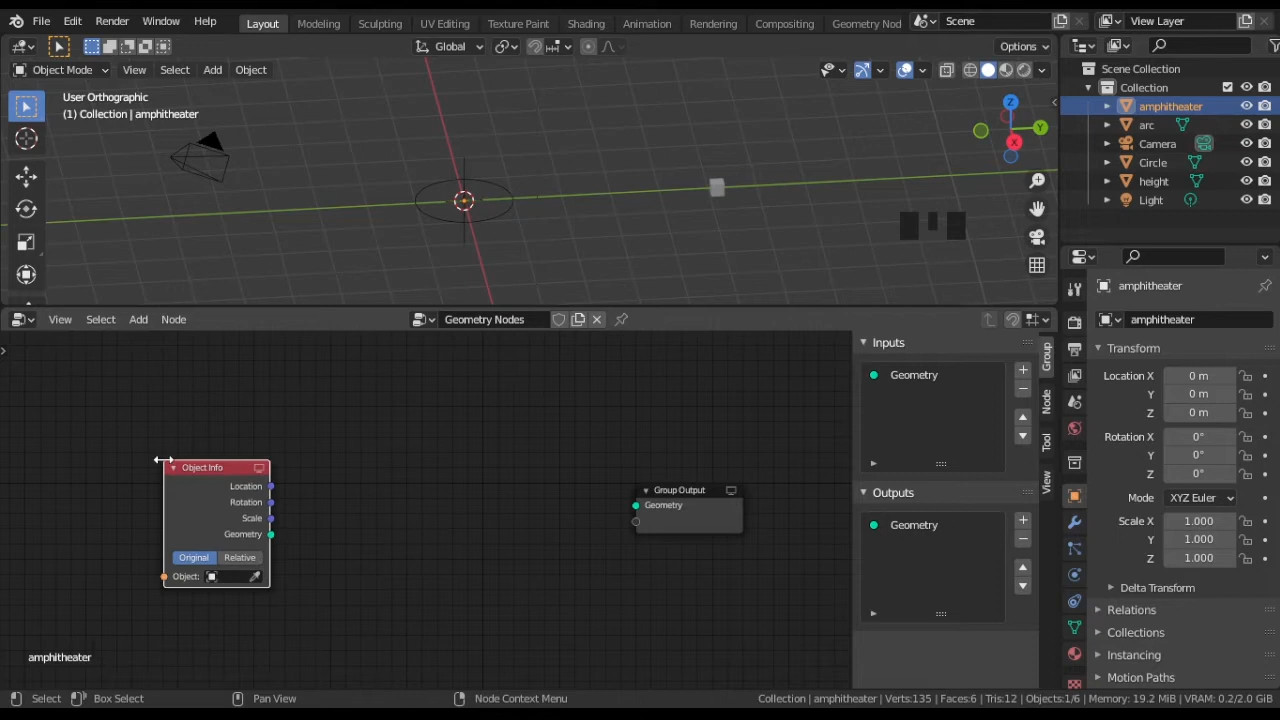 File Edit Render Window Help Layout Modeling Sculpting UV Editing Texture Paint Shading Animation Rendering Compositing Geometry Nod Scene View Layer
Global Options
Object Mode View Select Add Object
User Orthographic
(1) Collection | amphitheater
Z
Y
X
Scene Collection
Collection
amphitheater
arc
Camera
Circle
height
Light
View Select Add Node Geometry Nodes
Object Info
Location
Rotation
Scale
Geometry
Original Relative
Object:
Group Output
Geometry
amphitheater
Inputs
Geometry
Outputs
Geometry
Group
Node
Tool
View
amphitheater
amphitheater
Transform
Location X 0 m
Y 0 m
Z 0 m
Rotation X 0°
Y 0°
Z 0°
Mode XYZ Euler
Scale X 1.000
Y 1.000
Z 1.000
Delta Transform
Relations
Collections
Instancing
Motion Paths
Select Box Select Pan View Node Context Menu Collection | amphitheater | Verts:135 | Faces:6 | Tris:12 | Objects:1/6 | Memory: 19.2 MiB | VRAM: 0.2/2.0 GiB